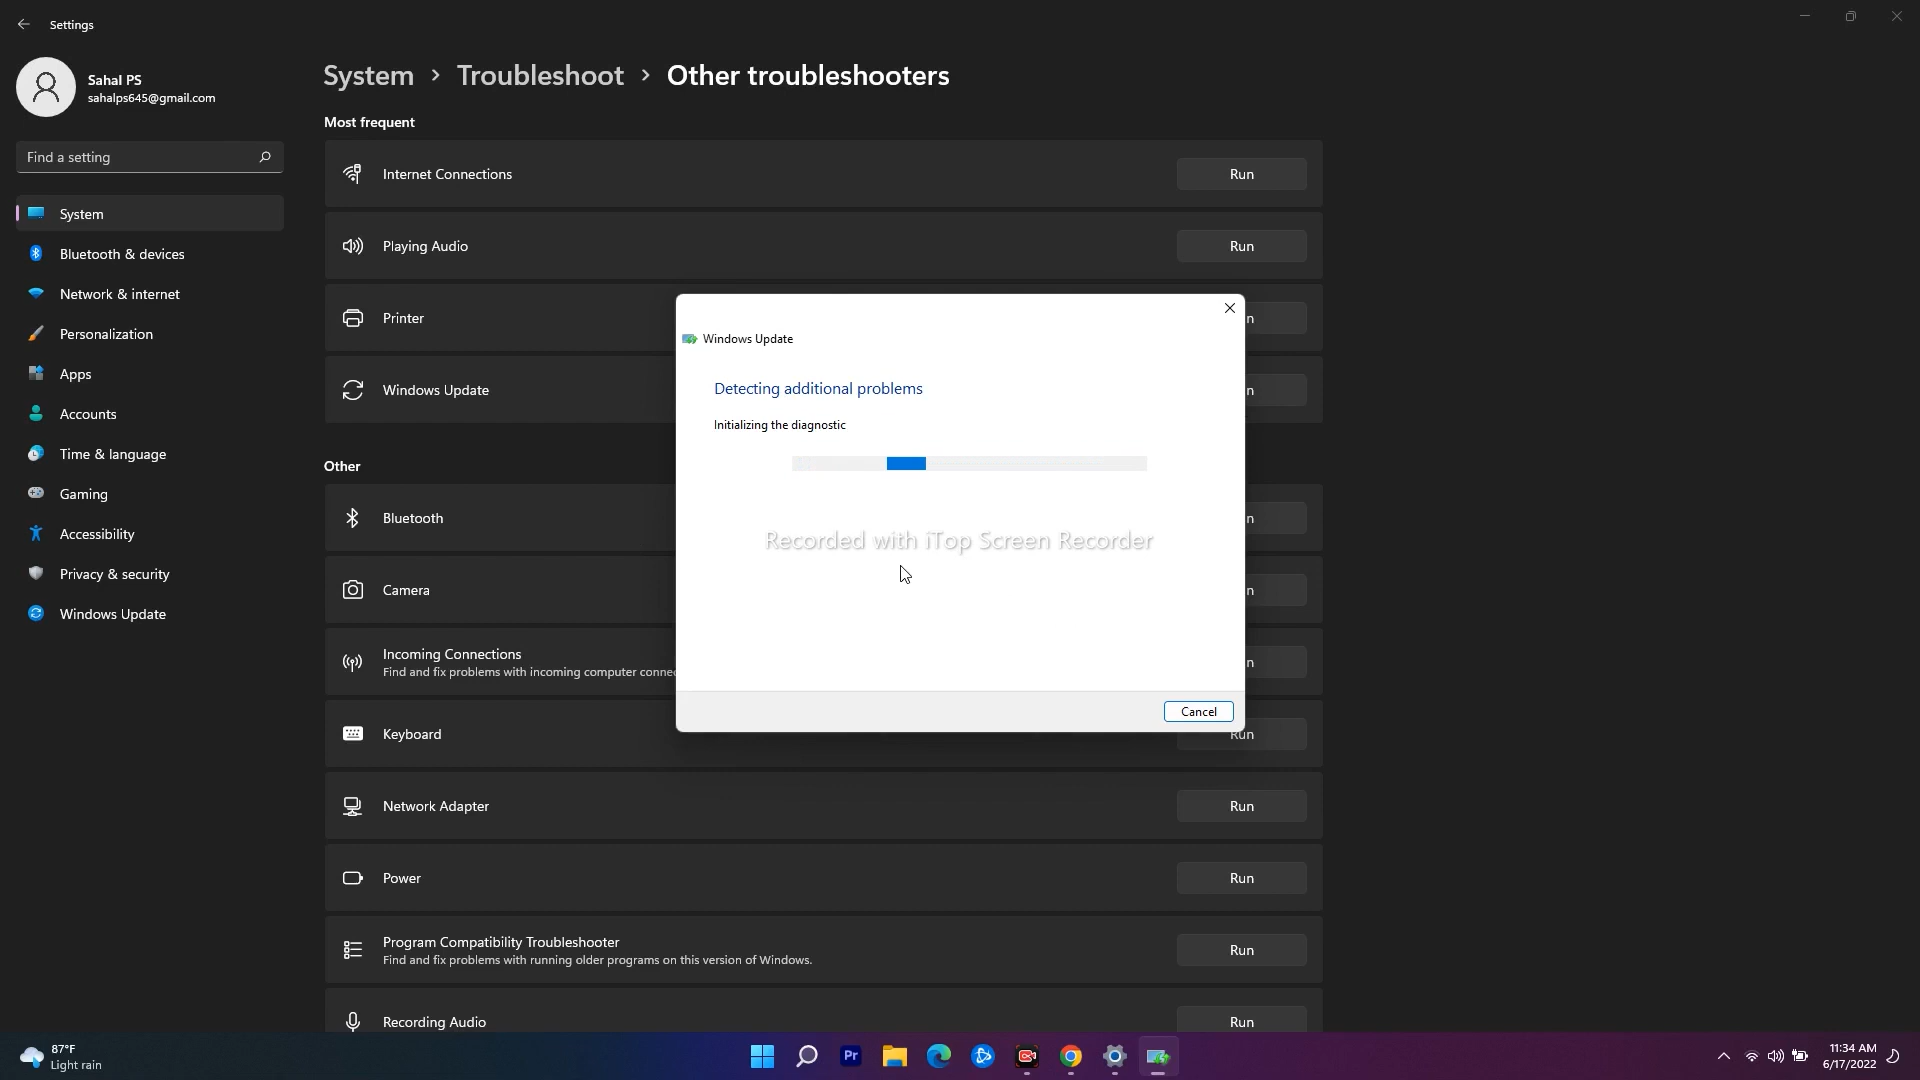 Settings
Sahal PS
sahalps645@gmail.com
Find a setting
System
Bluetooth & devices
Network & internet
Personalization
Apps
Accounts
Time & language
Gaming
Accessibility
Privacy & security
Windows Update
System > Troubleshoot > Other troubleshooters
Most frequent
Internet Connections
Run
Playing Audio
Run
Printer
n
Windows Update
n
Other
Bluetooth
n
Camera
n
Incoming Connections
Find and fix problems with incoming computer conne
n
Keyboard
Run
Network Adapter
Run
Power
Run
Program Compatibility Troubleshooter
Find and fix problems with running older programs on this version of Windows.
Run
Recording Audio
Run
Windows Update
Detecting additional problems
Initializing the diagnostic
Recorded with iTop Screen Recorder
Cancel
87°F
Light rain
Pr
11:34 AM
6/17/2022